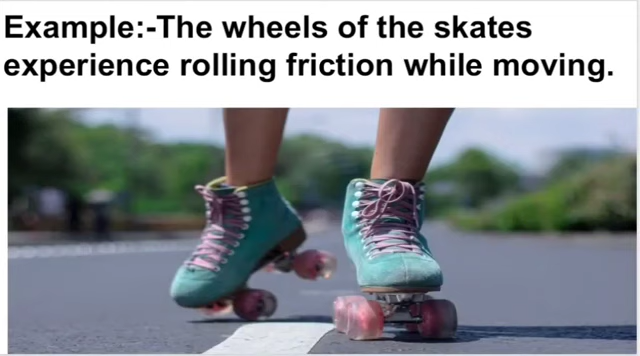 Example:-The wheels of the skates
experience rolling friction while moving.